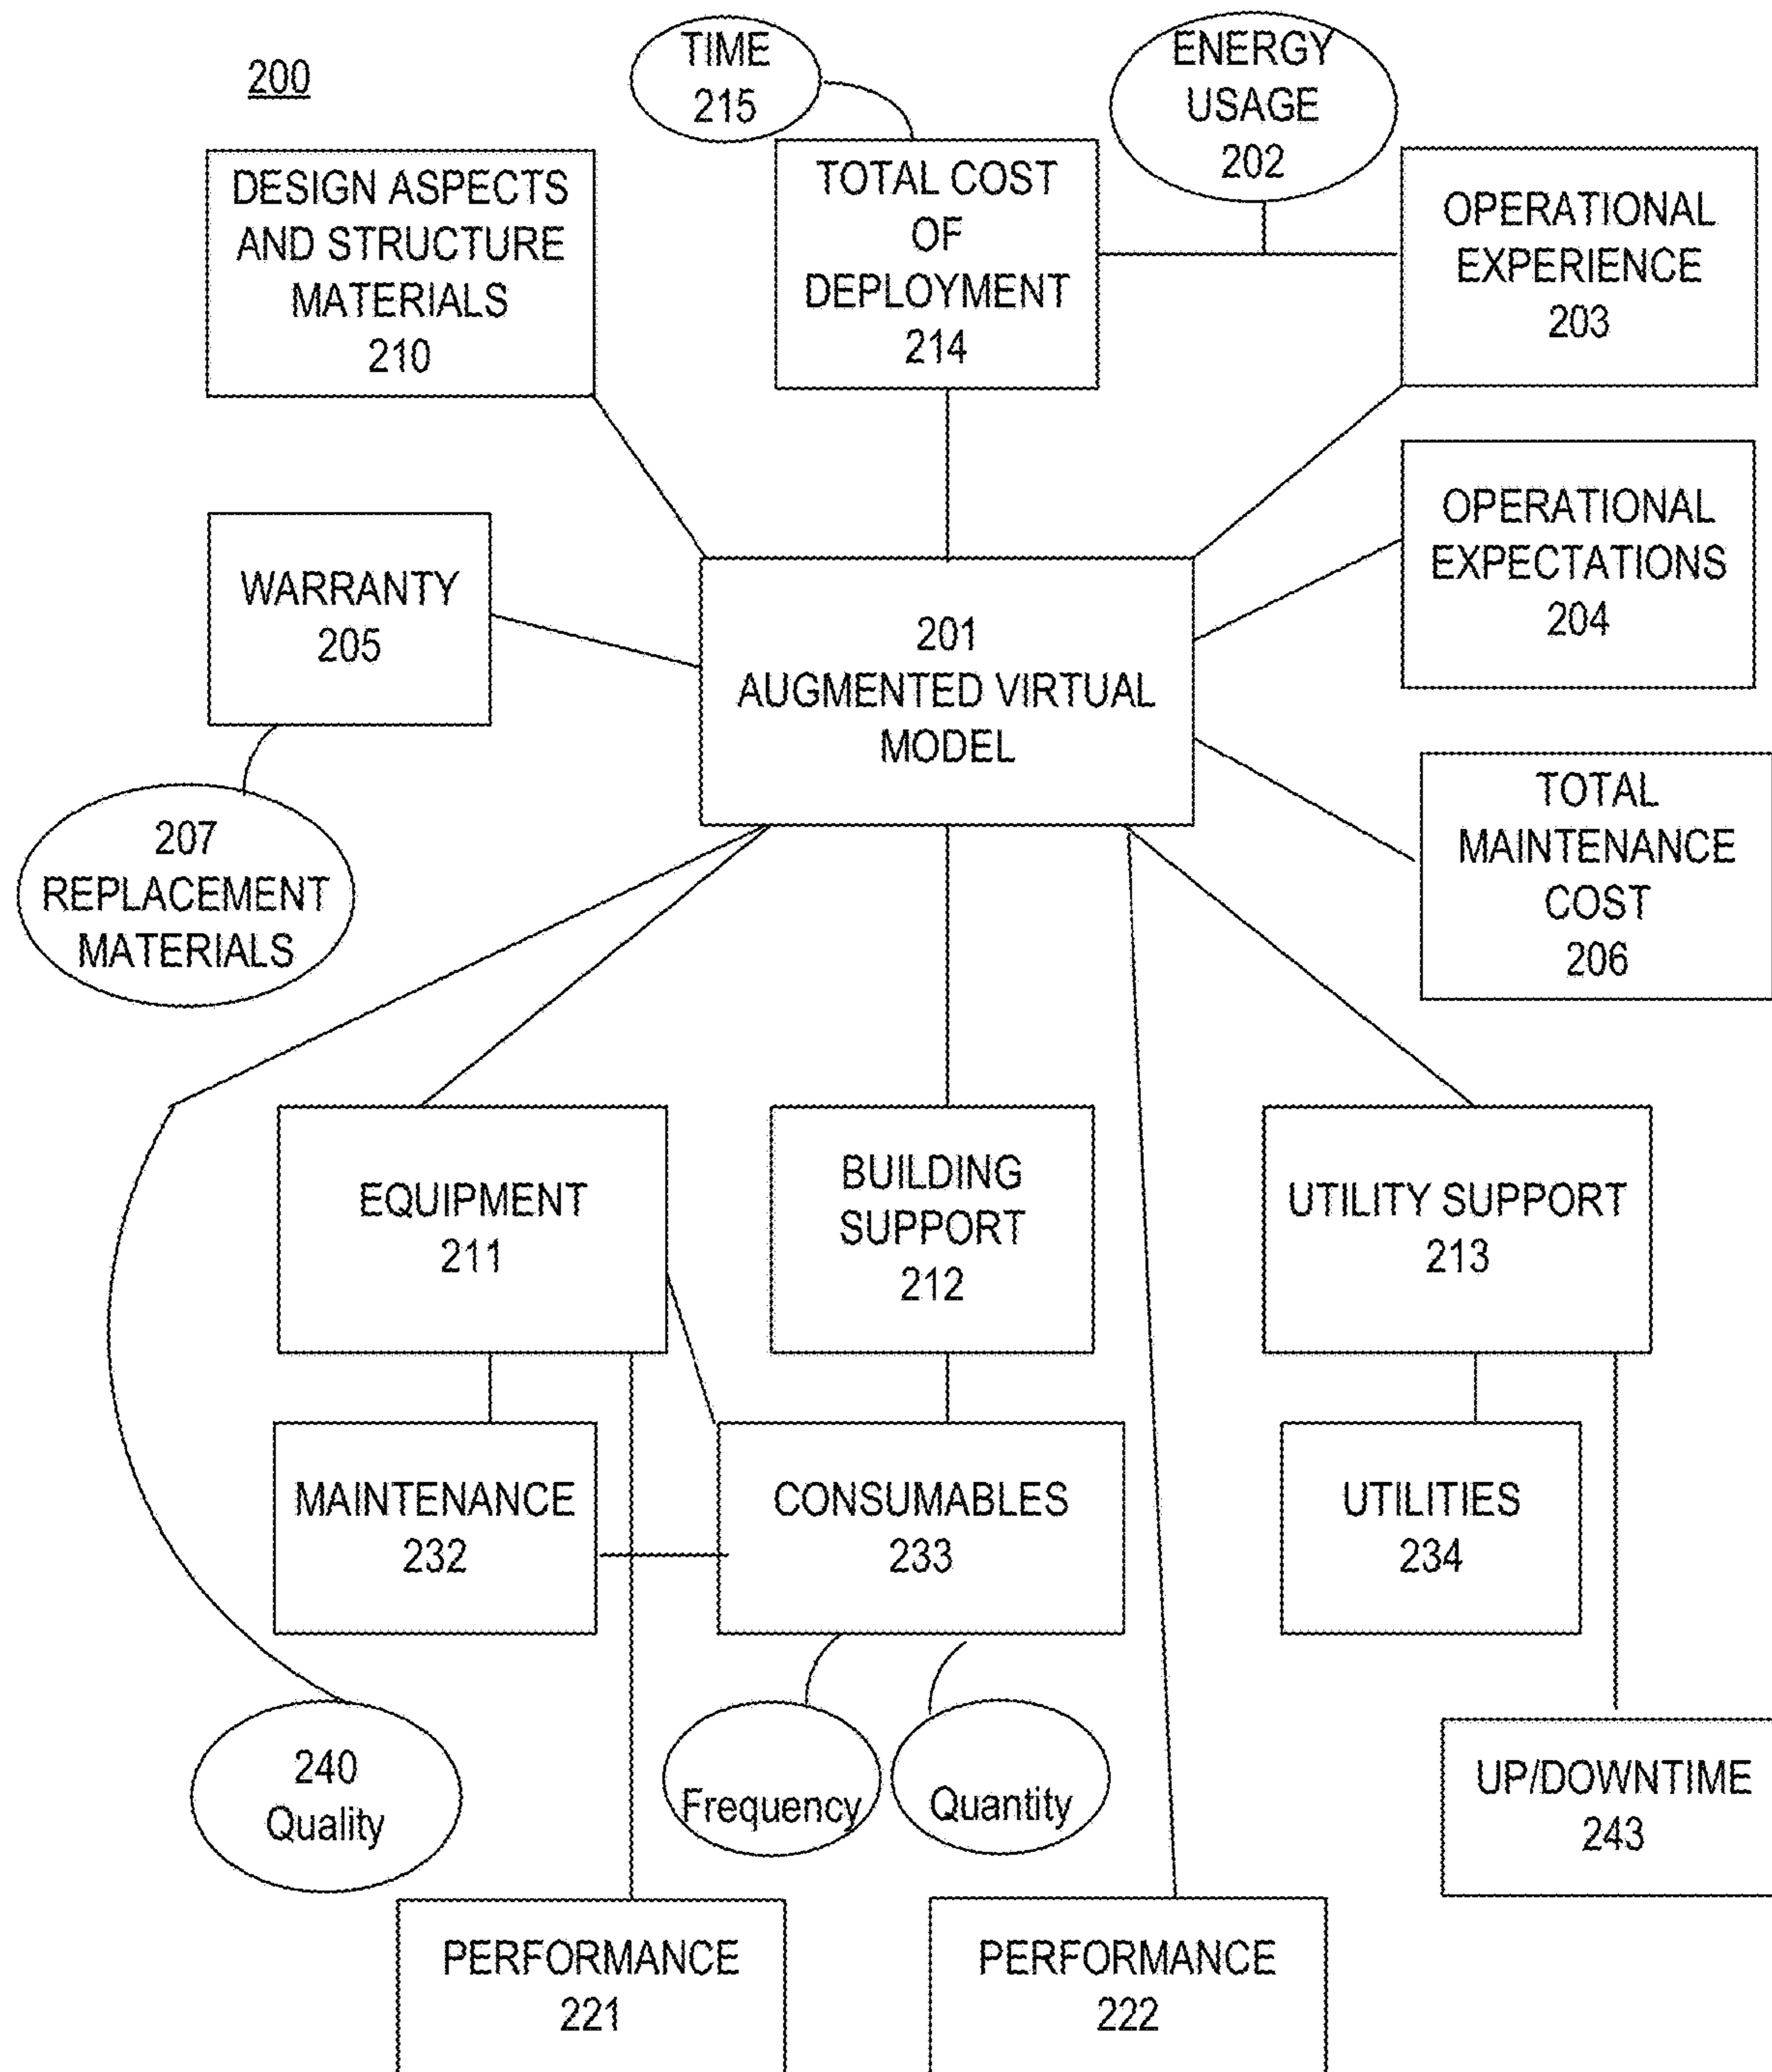 200
TIME
215
ENERGY
USAGE
202
DESIGN ASPECTS
AND STRUCTURE
MATERIALS
210
TOTAL COST
OF
DEPLOYMENT
214
OPERATIONAL
EXPERIENCE
203
OPERATIONAL
EXPECTATIONS
204
WARRANTY
205
201
AUGMENTED VIRTUAL
MODEL
TOTAL
MAINTENANCE
COST
206
207
REPLACEMENT
MATERIALS
EQUIPMENT
211
BUILDING
SUPPORT
212
UTILITY SUPPORT
213
MAINTENANCE
232
CONSUMABLES
233
UTILITIES
234
240
Quality
Frequency
Quantity
UP/DOWNTIME
243
PERFORMANCE
221
PERFORMANCE
222